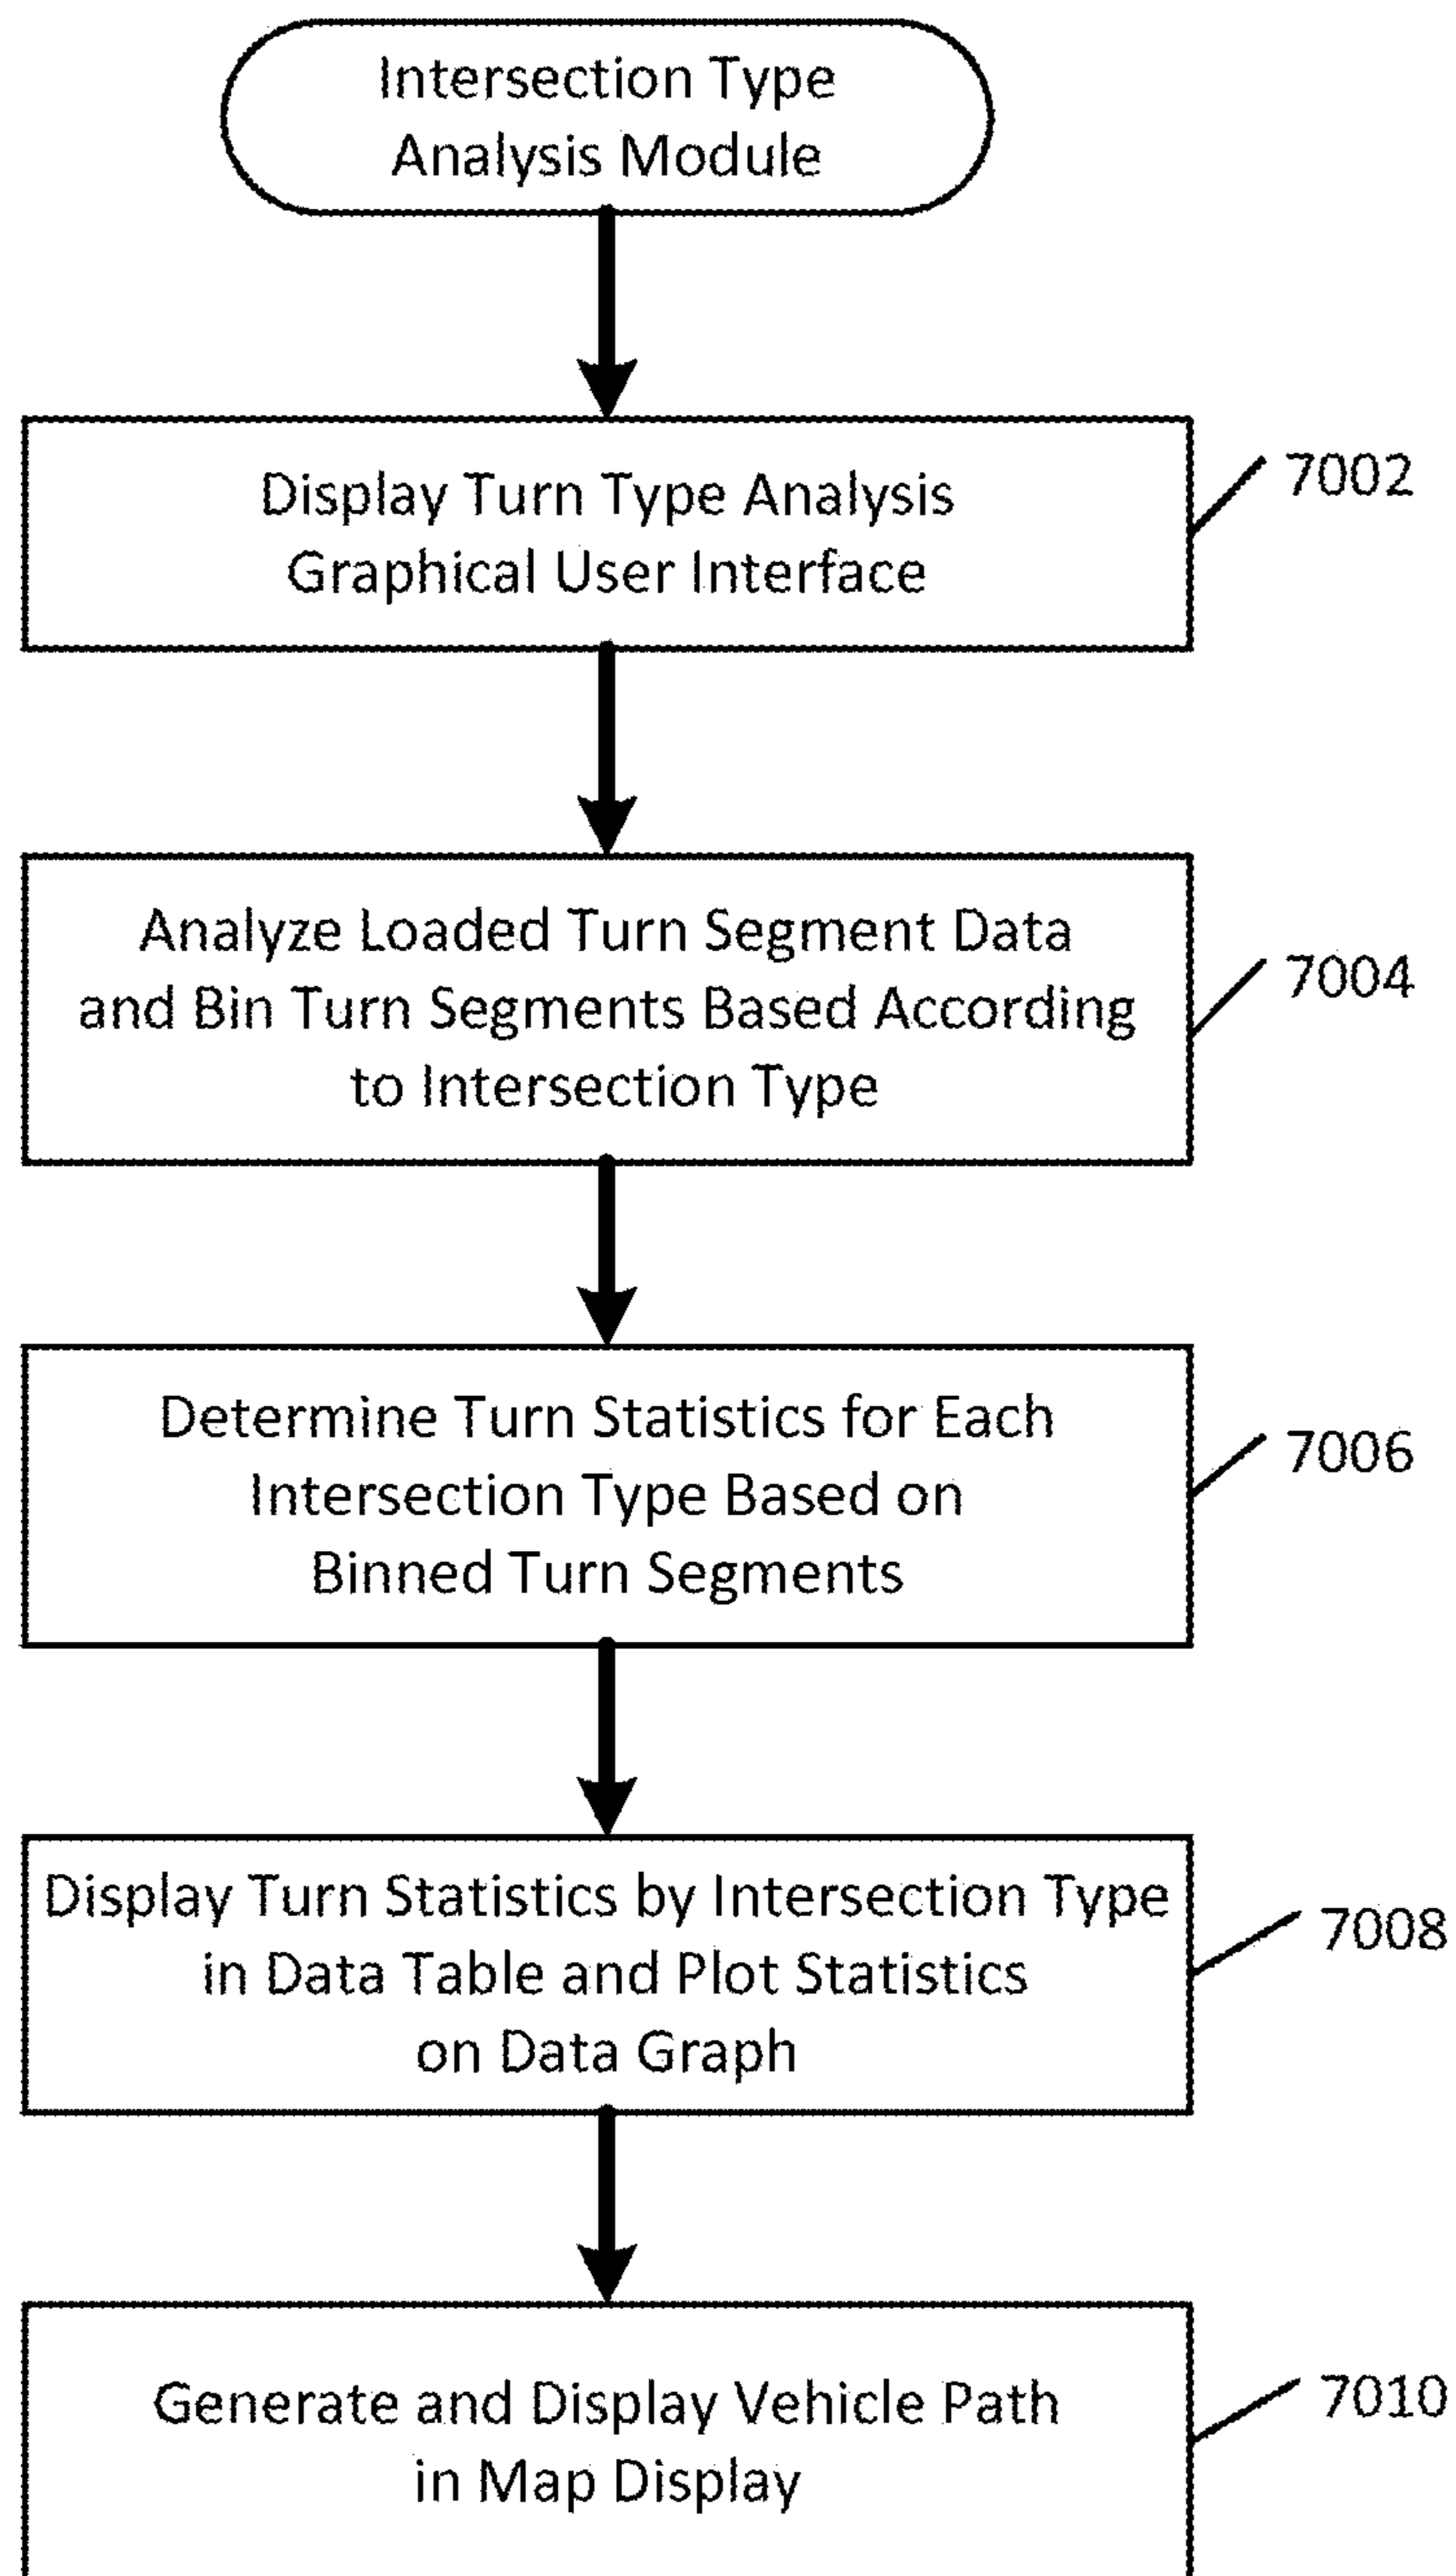 Intersection Type
Analysis Module
Display Turn Type Analysis
Graphical User Interface
7002
Analyze Loaded Turn Segment Data
and Bin Turn Segments Based According
to Intersection Type
7004
Determine Turn Statistics for Each
Intersection Type Based on
Binned Turn Segments
7006
Display Turn Statistics by Intersection Type
in Data Table and Plot Statistics
on Data Graph
7008
Generate and Display Vehicle Path
in Map Display
7010